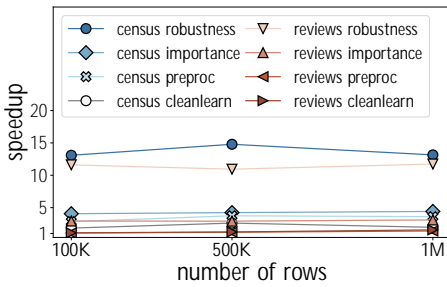 census robustness
reviews robustness
census importance
reviews importance
census preproc
reviews preproc
census cleanlearn
reviews cleanlearn
speedup
20
15
10
5
1
100K
500K
1M
number of rows